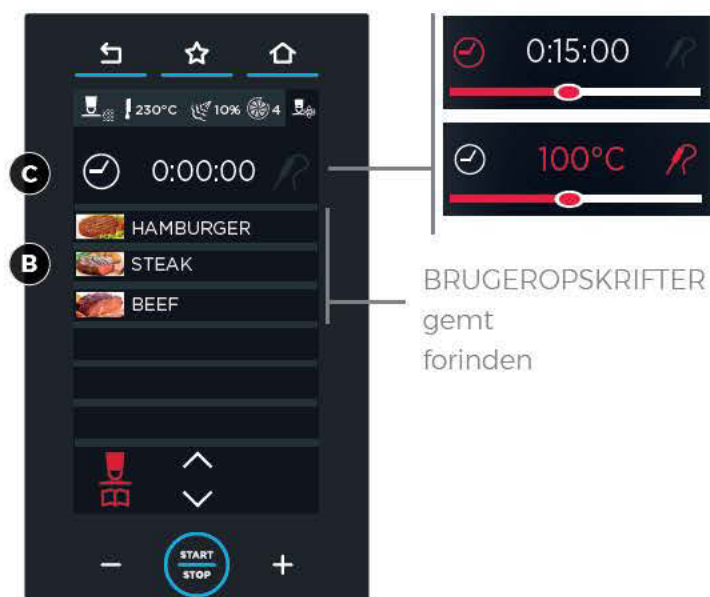 230°C 10% 4
C
0:00:00
HAMBURGER
B
STEAK
BEEF
START
STOP
0:15:00
100°C
BRUGEROPSKRIFTER
gemt
forinden